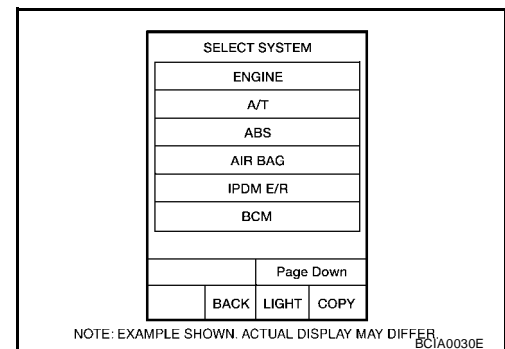 SELECT SYSTEM
ENGINE
A/T
ABS
AIR BAG
IPDM E/R
BCM
Page Down
BACK LIGHT COPY
NOTE: EXAMPLE SHOWN. ACTUAL DISPLAY MAY DIFFER.
BCIA0030E